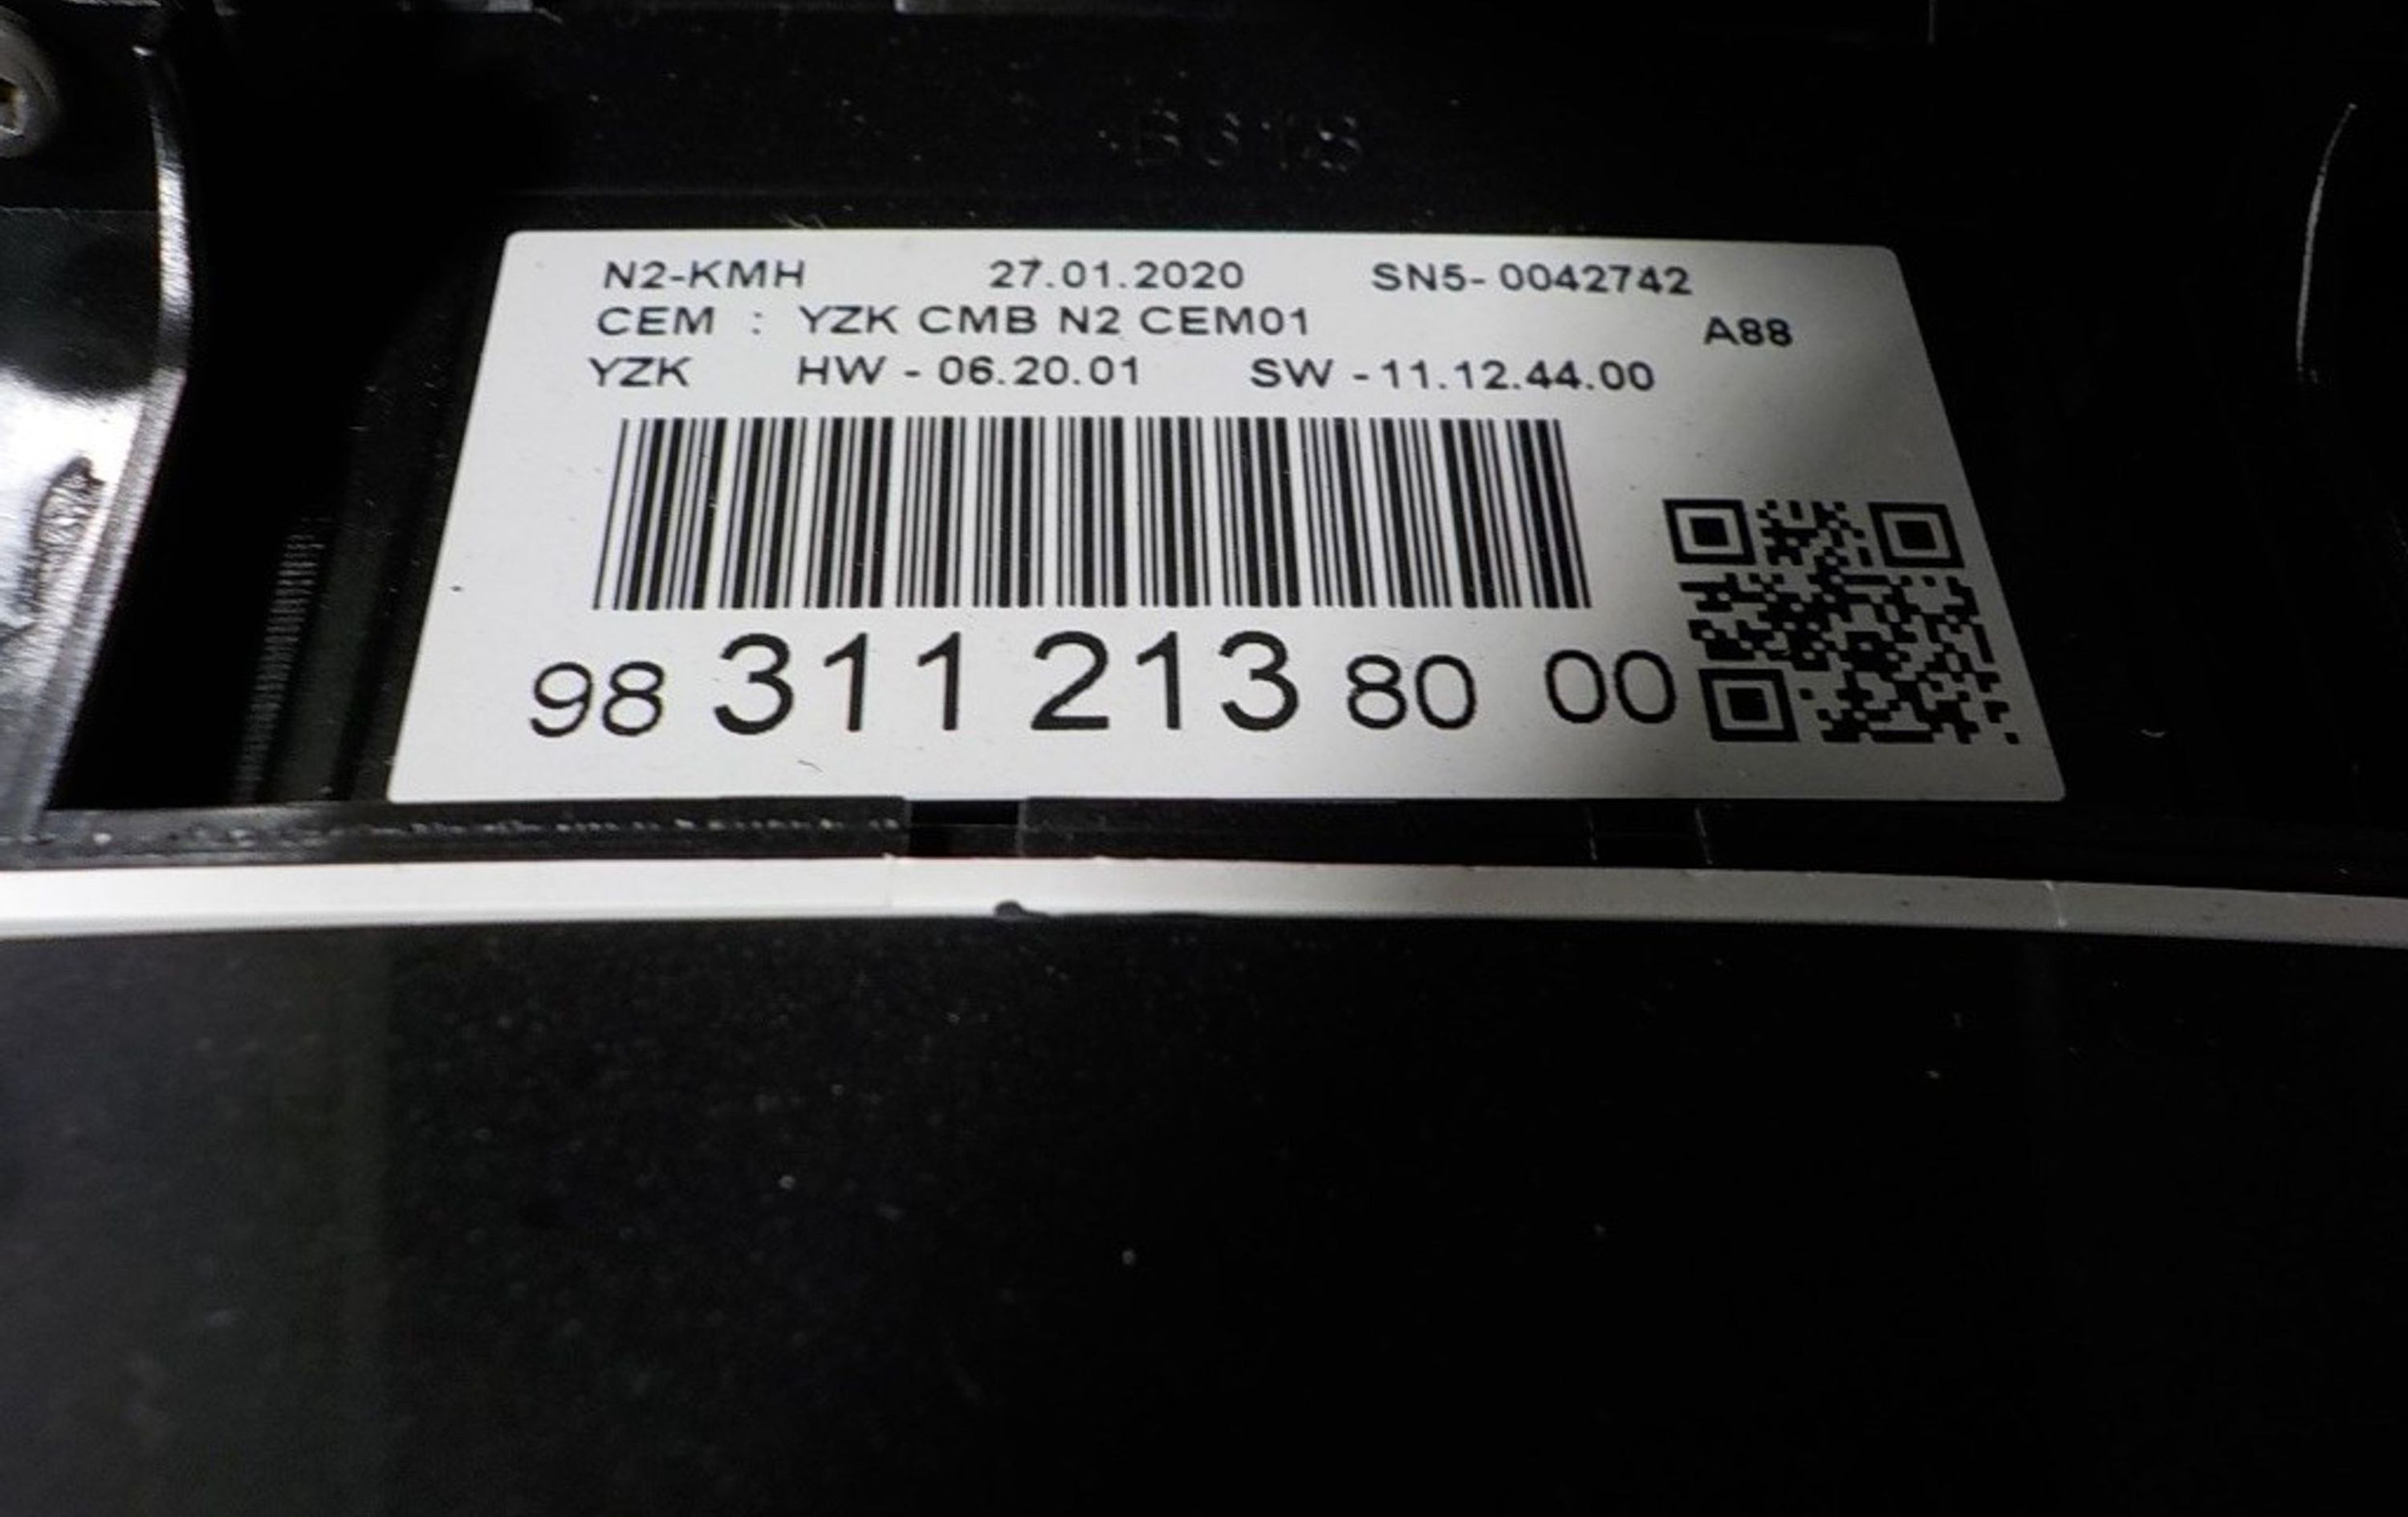 N2-KMH 27.01.2020 SN5- 0042742
CEM : YZK CMB N2 CEM01
A88
YZK HW - 06.20.01 SW - 11.12.44.00
98 311 213 80 00